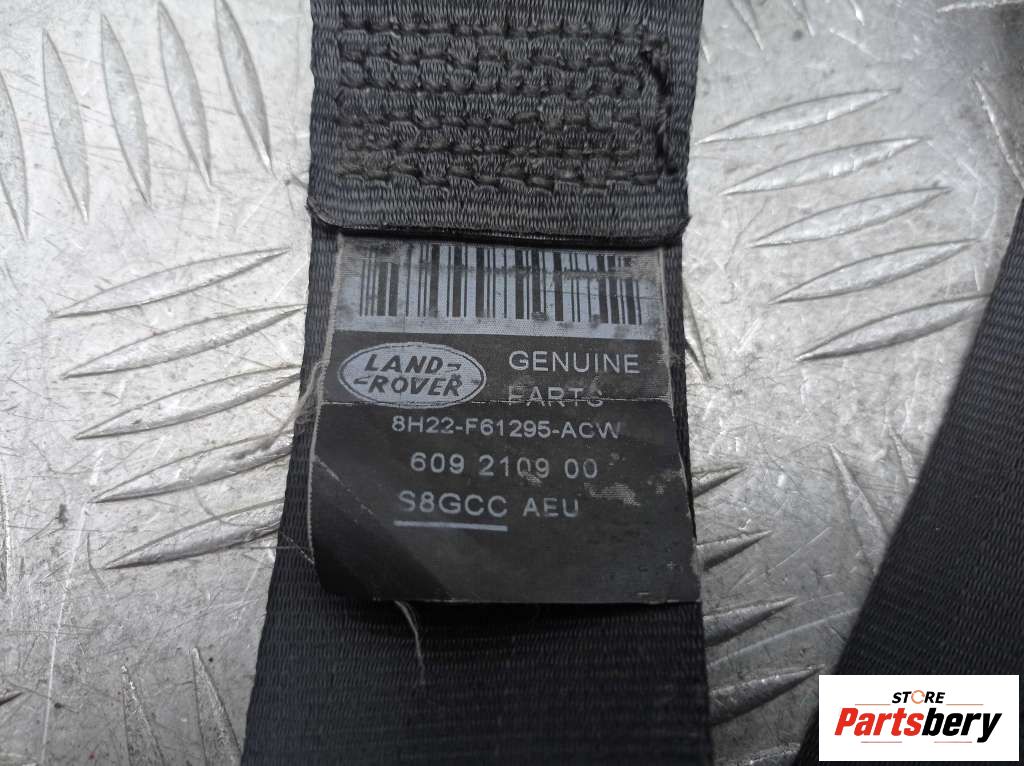 LAND-
-ROVER
GENUINE
PARTS
8H22-F61295-ACW
609 2109 00
S8GCC AEU
STORE
Partsbery